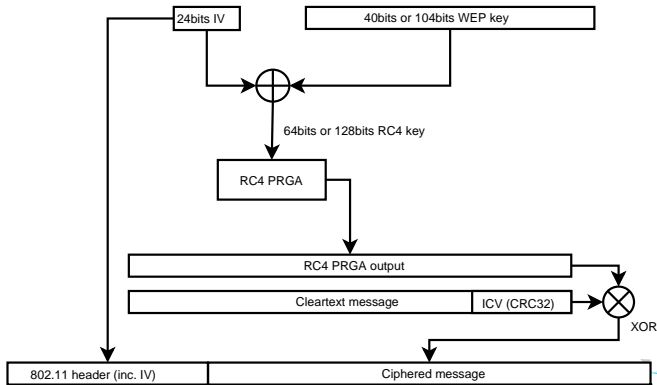 24bits IV
40bits or 104bits WEP key
64bits or 128bits RC4 key
RC4 PRGA
RC4 PRGA output
Cleartext message
ICV (CRC32)
XOR
802.11 header (inc. IV)
Ciphered message